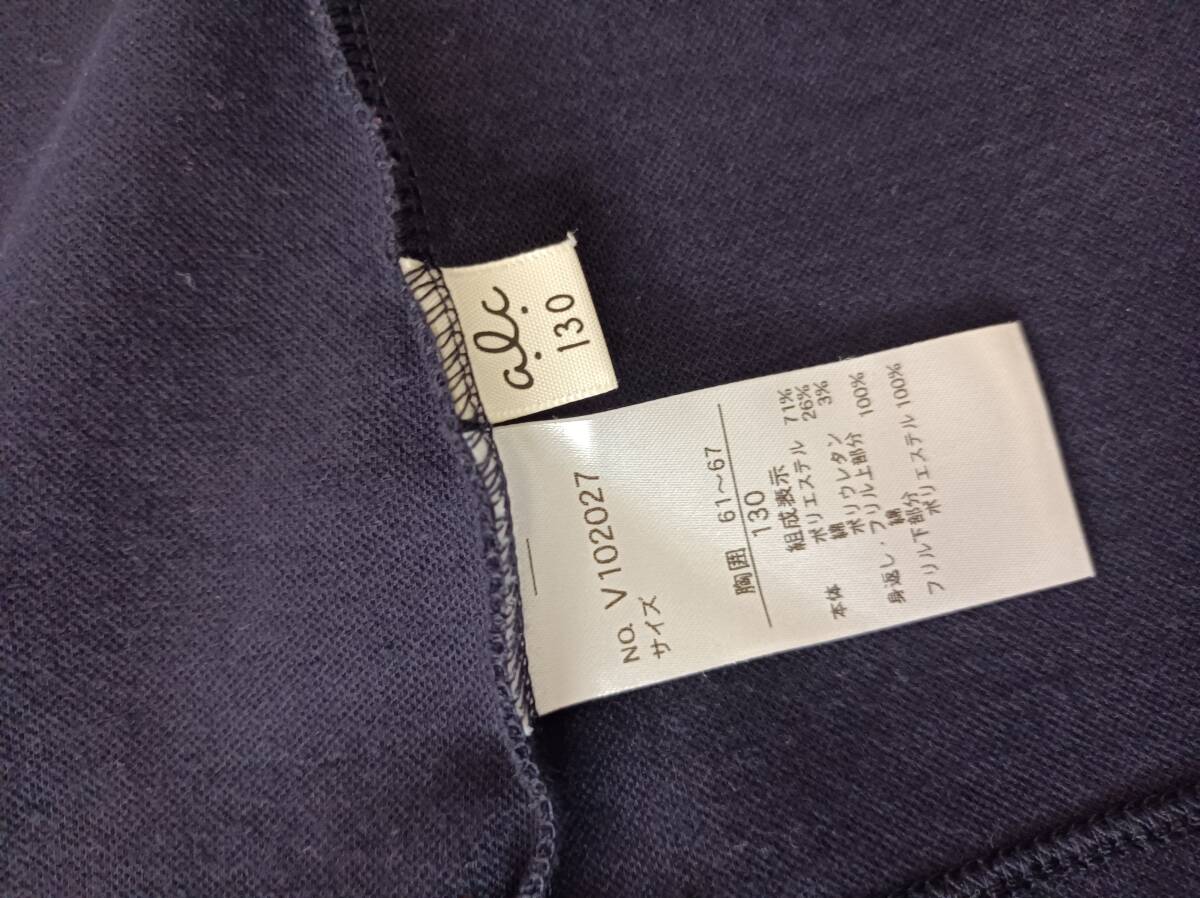 a.l.c
130
NO. V102027
サイズ
胸囲 61～67
130
組成表示
本体 ポリエステル 71%
綿 26%
ポリウレタン 3%
身返し・フリル上部分
綿 100%
フリル下部分
ポリエステル 100%